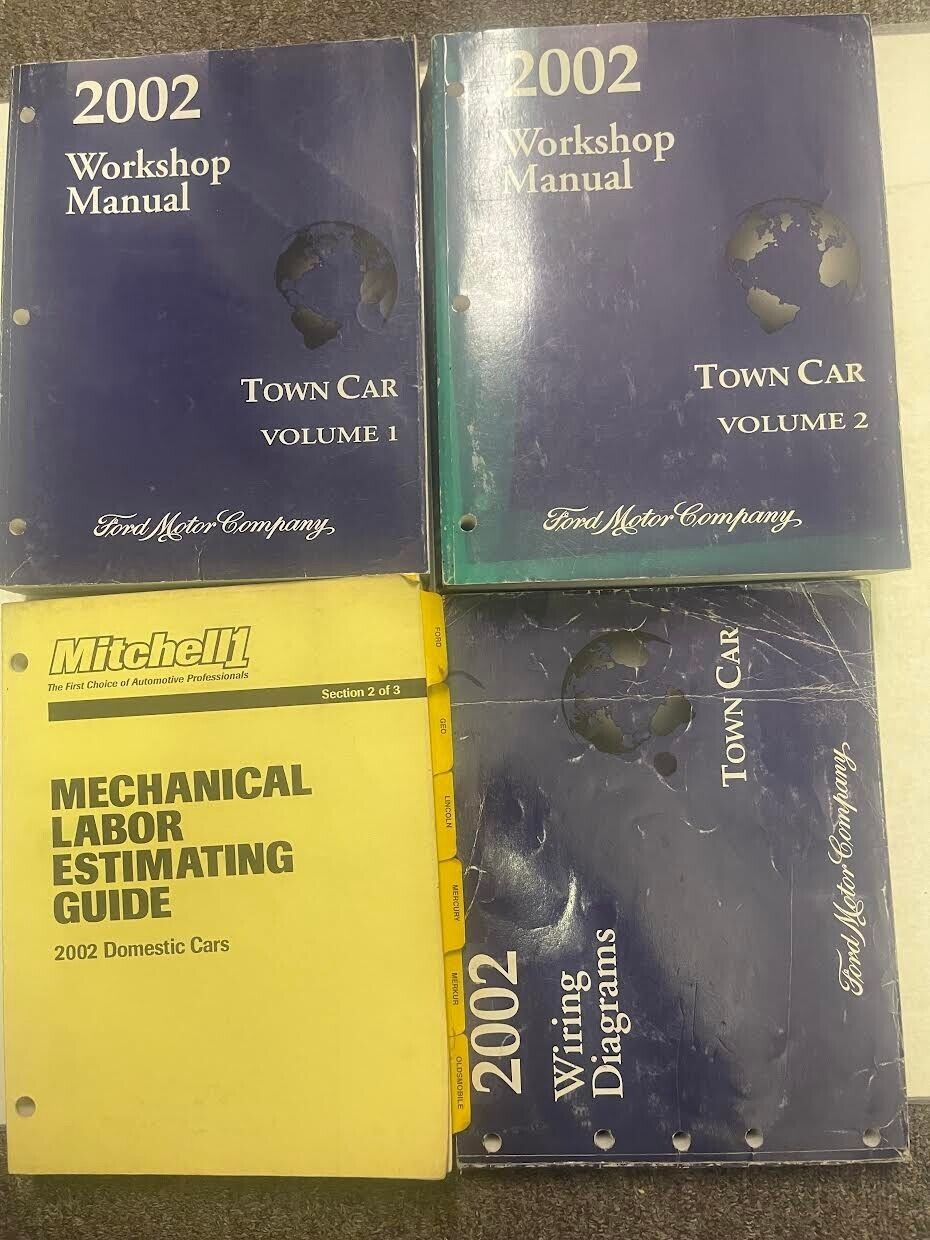 2002
Workshop
Manual
TOWN CAR
VOLUME 1
Ford Motor Company
2002
Workshop
Manual
TOWN CAR
VOLUME 2
Ford Motor Company
Mitchell1
The First Choice of Automotive Professionals
Section 2 of 3
MECHANICAL
LABOR
ESTIMATING
GUIDE
2002 Domestic Cars
FORD
GEO
LINCOLN
MERCURY
MERKUR
OLDSMOBILE
2002
Wiring
Diagrams
TOWN CAR
Ford Motor Company